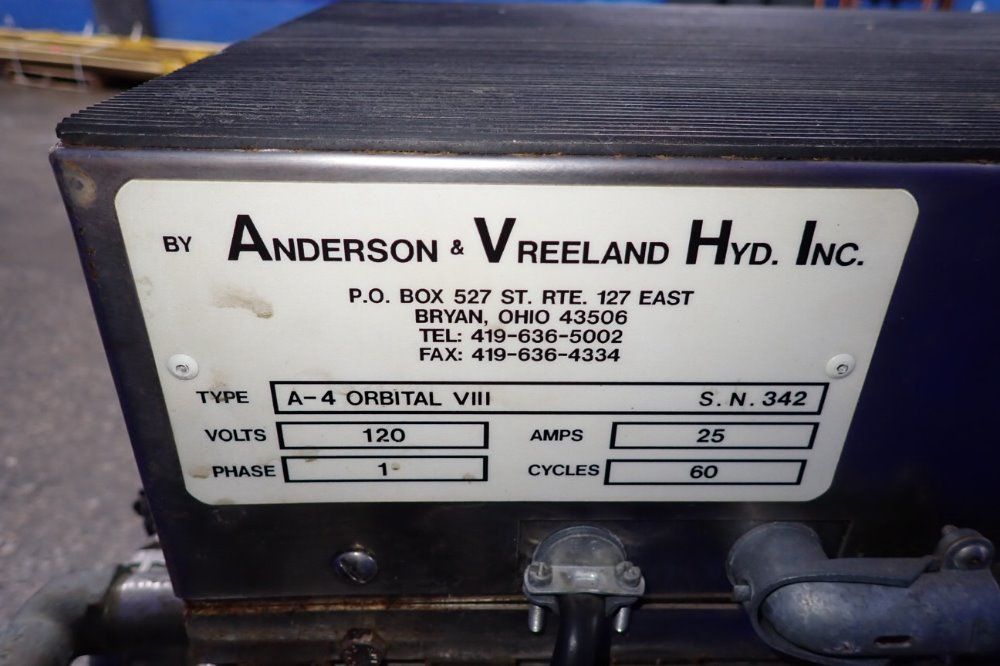 BY ANDERSON & VREELAND HYD. INC.
P.O. BOX 527 ST. RTE. 127 EAST
BRYAN, OHIO 43506
TEL: 419-636-5002
FAX: 419-636-4334
TYPE A-4 ORBITAL VIII S.N. 342
VOLTS 120 AMPS 25
PHASE 1 CYCLES 60